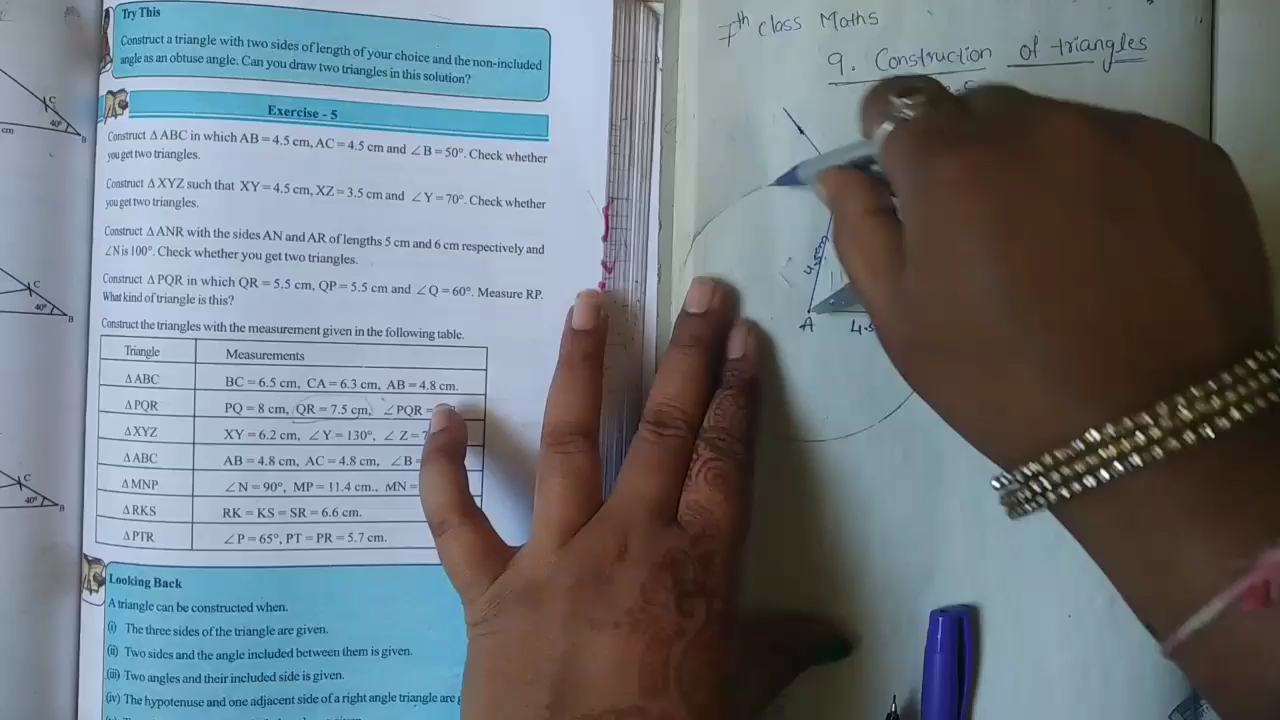 Try This
Construct a triangle with two sides of length of your choice and the non-included
angle as an obtuse angle. Can you draw two triangles in this solution?
Exercise - 5
Construct Δ ABC in which AB = 4.5 cm, AC = 4.5 cm and ∠B = 50°. Check whether
you get two triangles.
Construct Δ XYZ such that XY = 4.5 cm, XZ = 3.5 cm and ∠Y = 70°. Check whether
you get two triangles.
Construct Δ ANR with the sides AN and AR of lengths 5 cm and 6 cm respectively and
∠N is 100°. Check whether you get two triangles.
Construct Δ PQR in which QR = 5.5 cm, QP = 5.5 cm and ∠Q = 60°. Measure RP.
What kind of triangle is this?
Construct the triangles with the measurement given in the following table.
Triangle Measurements
Δ ABC BC = 6.5 cm, CA = 6.3 cm, AB = 4.8 cm.
Δ PQR PQ = 8 cm, QR = 7.5 cm, ∠PQR =
Δ XYZ XY = 6.2 cm, ∠Y = 130°, ∠ Z = 7
Δ ABC AB = 4.8 cm, AC = 4.8 cm, ∠B =
Δ MNP ∠N = 90°, MP = 11.4 cm., MN =
Δ RKS RK = KS = SR = 6.6 cm.
Δ PTR ∠P = 65°, PT = PR = 5.7 cm.
Looking Back
A triangle can be constructed when.
(i) The three sides of the triangle are given.
(ii) Two sides and the angle included between them is given.
(iii) Two angles and their included side is given.
(iv) The hypotenuse and one adjacent side of a right angle triangle are
C
40°
B
cm
C
40°
B
C
40°
B
7th class Maths
9. Construction of triangles
A
4.5